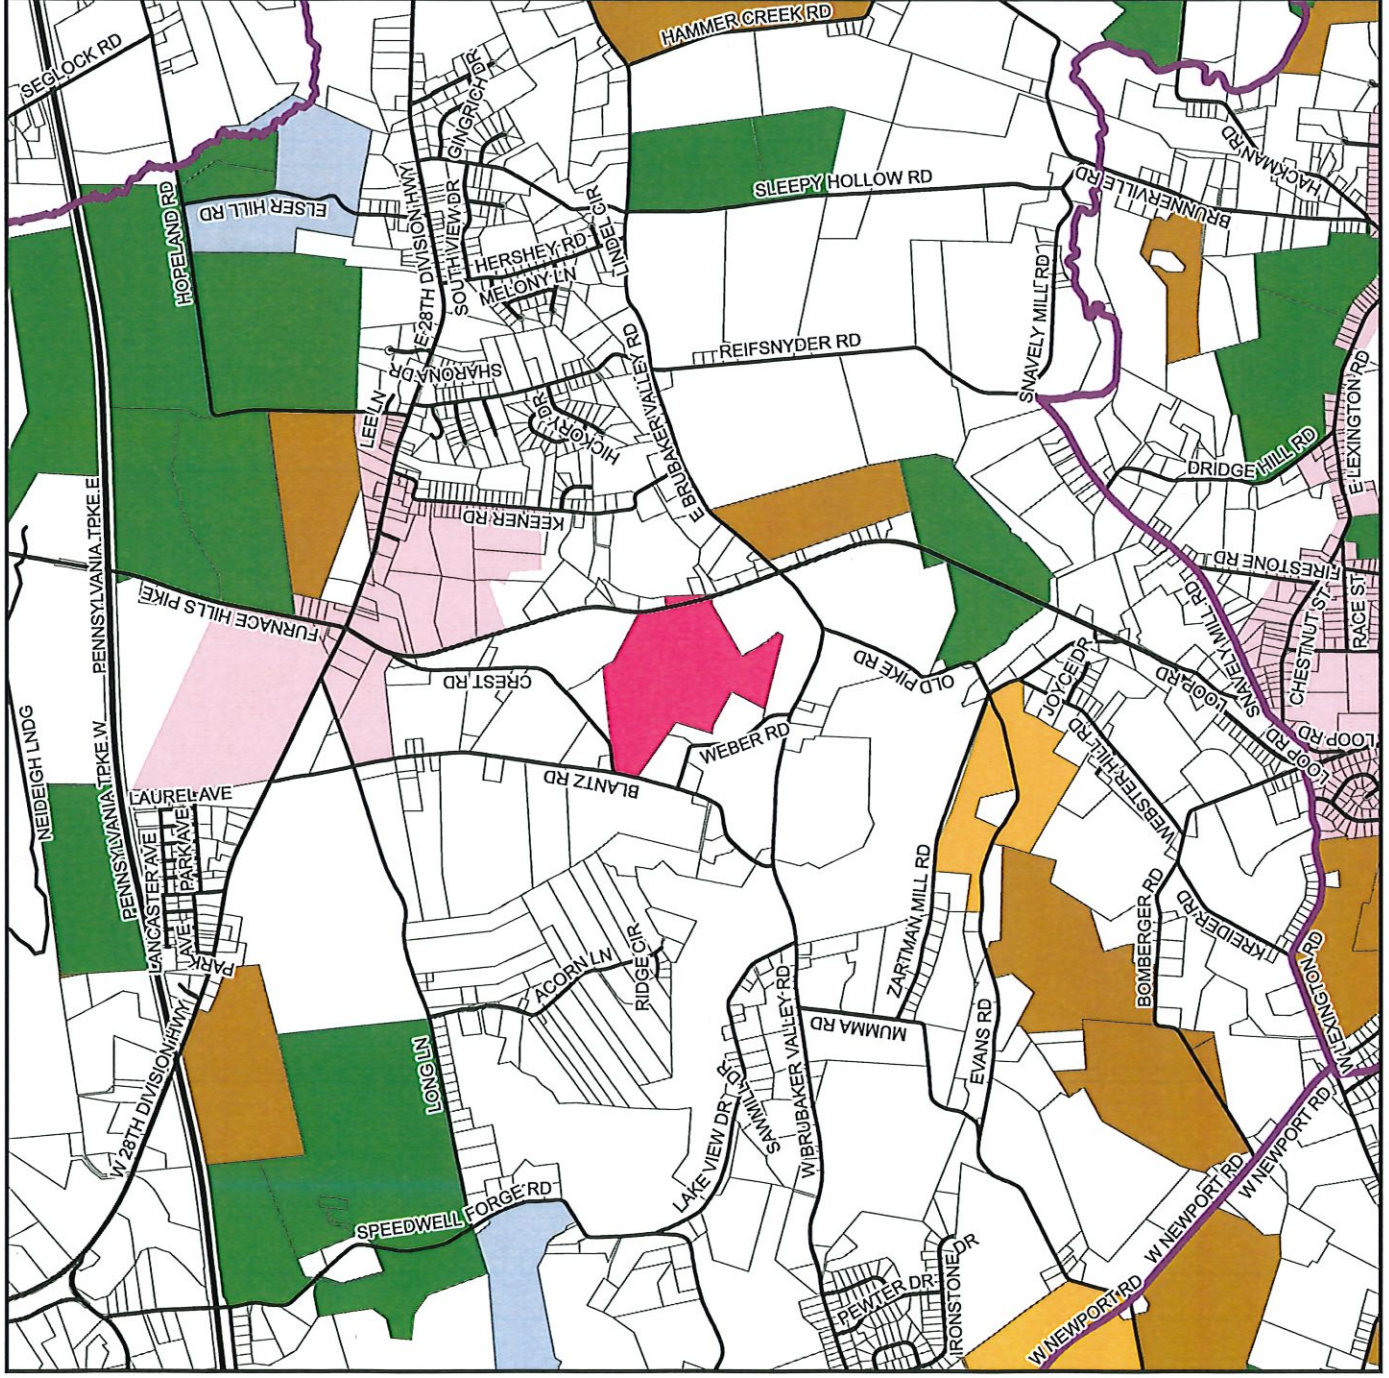 HAMMER CREEK RD
SEGLOCK RD
GINGRICH DR
HACKMAN RD
SLEEPY HOLLOW RD
BRUNNERVILLE RD
ELSER HILL RD
HOPELAND RD
E 28TH DIVISION HWY
SOUTHVIEW DR
LINDEL CIR
HERSHEY RD
MELONY LN
SNAVELY MILL RD
REIFSNYDER RD
SHARONA DR
E BRUBAKER VALLEY RD
E LEXINGTON RD
LEE LN
HICKORY DR
DRIDGE HILL RD
KEENER RD
PENNSYLVANIA TPKE E
FIRESTONE RD
FURNACE HILLS PIKE
SNAVELY MILL RD
CHESTNUT ST
RACE ST
CREST RD
OLD PIKE RD
JOYCE DR
LOOP RD
NEIDEIGH LNDG
PENNSYLVANIA TPKE W
WEBER RD
WEBSTER HILL RD
LOOP RD
LOOP RD
BLANTZ RD
LAUREL AVE
LANCASTER AVE
PARK AVE
PARK AVE
ZARTMAN MILL RD
BOMBERGER RD
KREIDER RD
ACORN LN
RIDGE CIR
W LEXINGTON RD
MUMMA RD
EVANS RD
LONG LN
W 28TH DIVISION HWY
LAKE VIEW DR
SAWMILL DR
W BRUBAKER VALLEY RD
W NEWPORT RD
W NEWPORT RD
SPEEDWELL FORGE RD
PEWTER DR
IRONSTONE DR
W NEWPORT RD